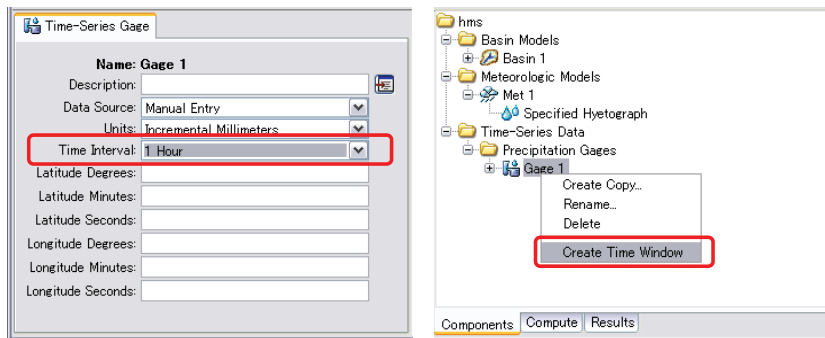 Time-Series Gage
Name: Gage 1
Description:
Data Source: Manual Entry
Units: Incremental Millimeters
Time Interval: 1 Hour
Latitude Degrees:
Latitude Minutes:
Latitude Seconds:
Longitude Degrees:
Longitude Minutes:
Longitude Seconds:
hms
Basin Models
Basin 1
Meteorologic Models
Met 1
Specified Hyetograph
Time-Series Data
Precipitation Gages
Gage 1
Create Copy...
Rename...
Delete
Create Time Window
Components Compute Results